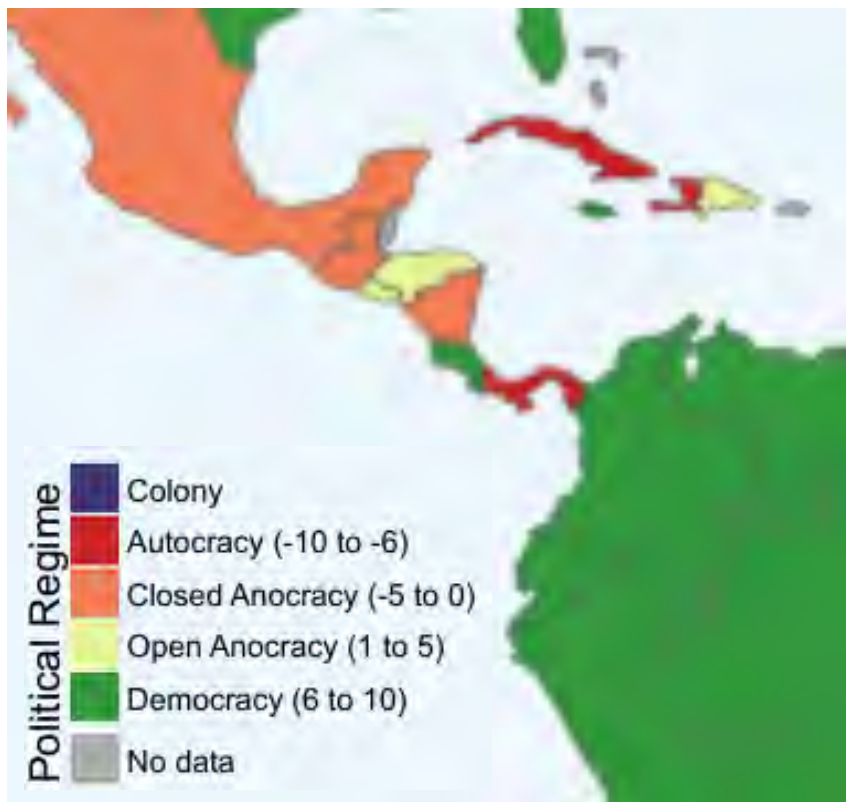 Political Regime
Colony
Autocracy (-10 to -6)
Closed Anocracy (-5 to 0)
Open Anocracy (1 to 5)
Democracy (6 to 10)
No data